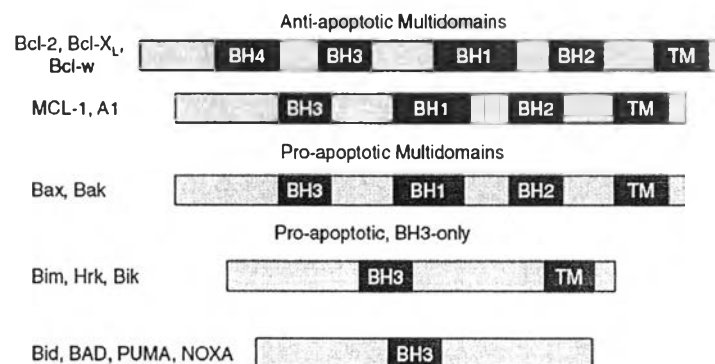 Anti-apoptotic Multidomains
Bcl-2, Bcl-XL,
Bcl-w
BH4 BH3 BH1 BH2 TM
MCL-1, A1
BH3 BH1 BH2 TM
Pro-apoptotic Multidomains
Bax, Bak
BH3 BH1 BH2 TM
Pro-apoptotic, BH3-only
Bim, Hrk, Bik
BH3 TM
Bid, BAD, PUMA, NOXA
BH3